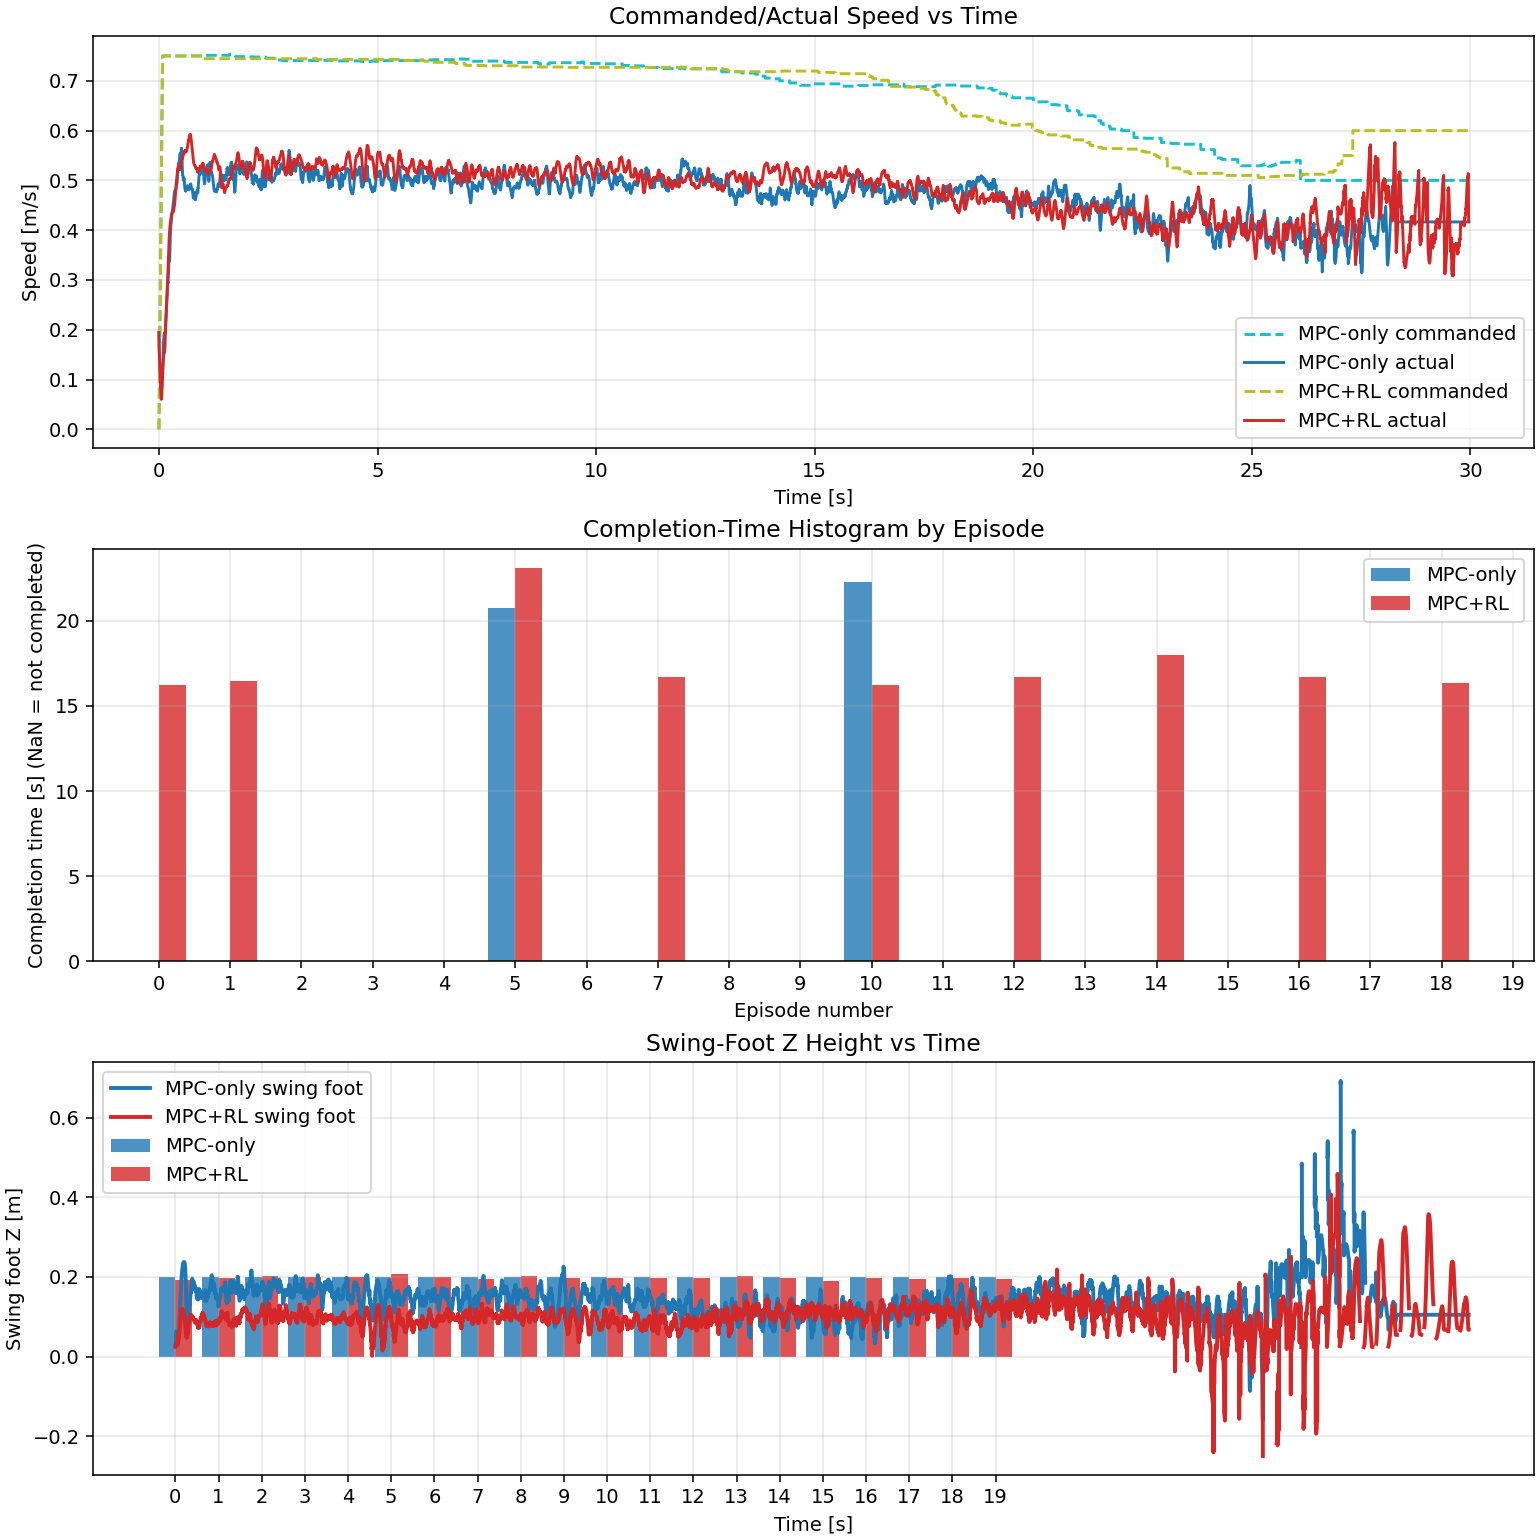 Commanded/Actual Speed vs Time
Speed [m/s]
0.7
0.6
0.5
0.4
0.3
0.2
0.1
0.0
MPC-only commanded
MPC-only actual
MPC+RL commanded
MPC+RL actual
0 5 10 15 20 25 30
Time [s]
Completion-Time Histogram by Episode
Completion time [s] (NaN = not completed)
20
15
10
5
0
MPC-only
MPC+RL
0 1 2 3 4 5 6 7 8 9 10 11 12 13 14 15 16 17 18 19
Episode number
Swing-Foot Z Height vs Time
Swing foot Z [m]
0.6
0.4
0.2
0.0
−0.2
MPC-only swing foot
MPC+RL swing foot
MPC-only
MPC+RL
0 1 2 3 4 5 6 7 8 9 10 11 12 13 14 15 16 17 18 19
Time [s]